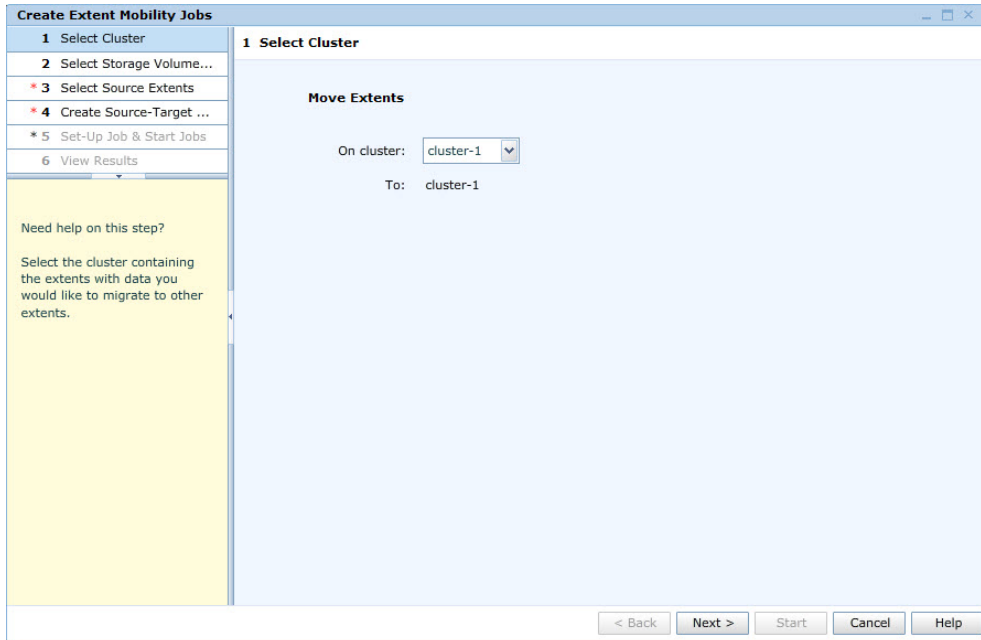 Create Extent Mobility Jobs
1 Select Cluster
2 Select Storage Volume...
* 3 Select Source Extents
* 4 Create Source-Target ...
* 5 Set-Up Job & Start Jobs
6 View Results
Need help on this step?
Select the cluster containing
the extents with data you
would like to migrate to other
extents.
1 Select Cluster
Move Extents
On cluster: cluster-1
To: cluster-1
< Back Next > Start Cancel Help